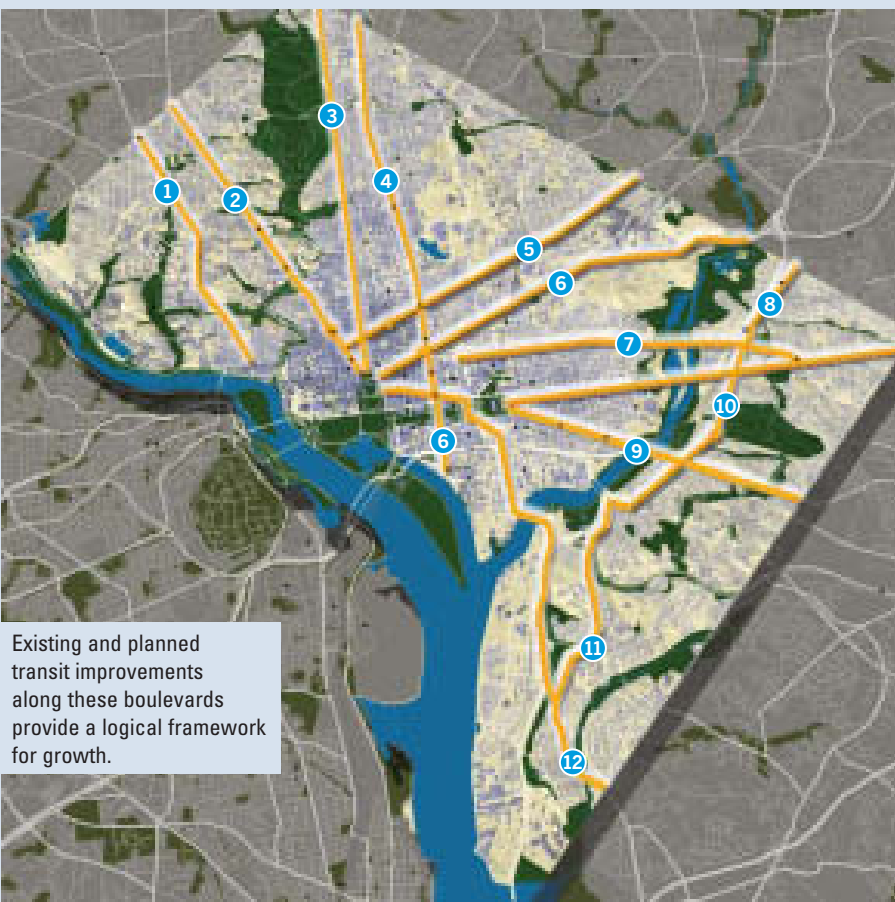 3
4
1
2
5
6
8
7
10
6
9
Existing and planned
transit improvements
along these boulevards
provide a logical framework
for growth.
11
12